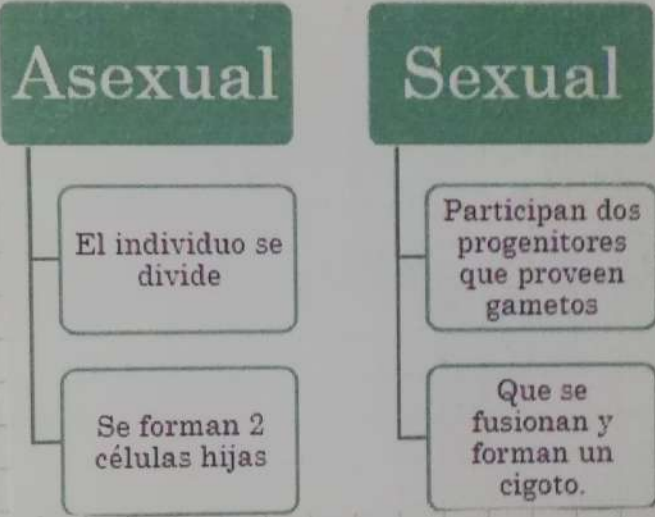 Asexual
El individuo se
divide
Se forman 2
células hijas
Sexual
Participan dos
progenitores
que proveen
gametos
Que se
fusionan y
forman un
cigoto.